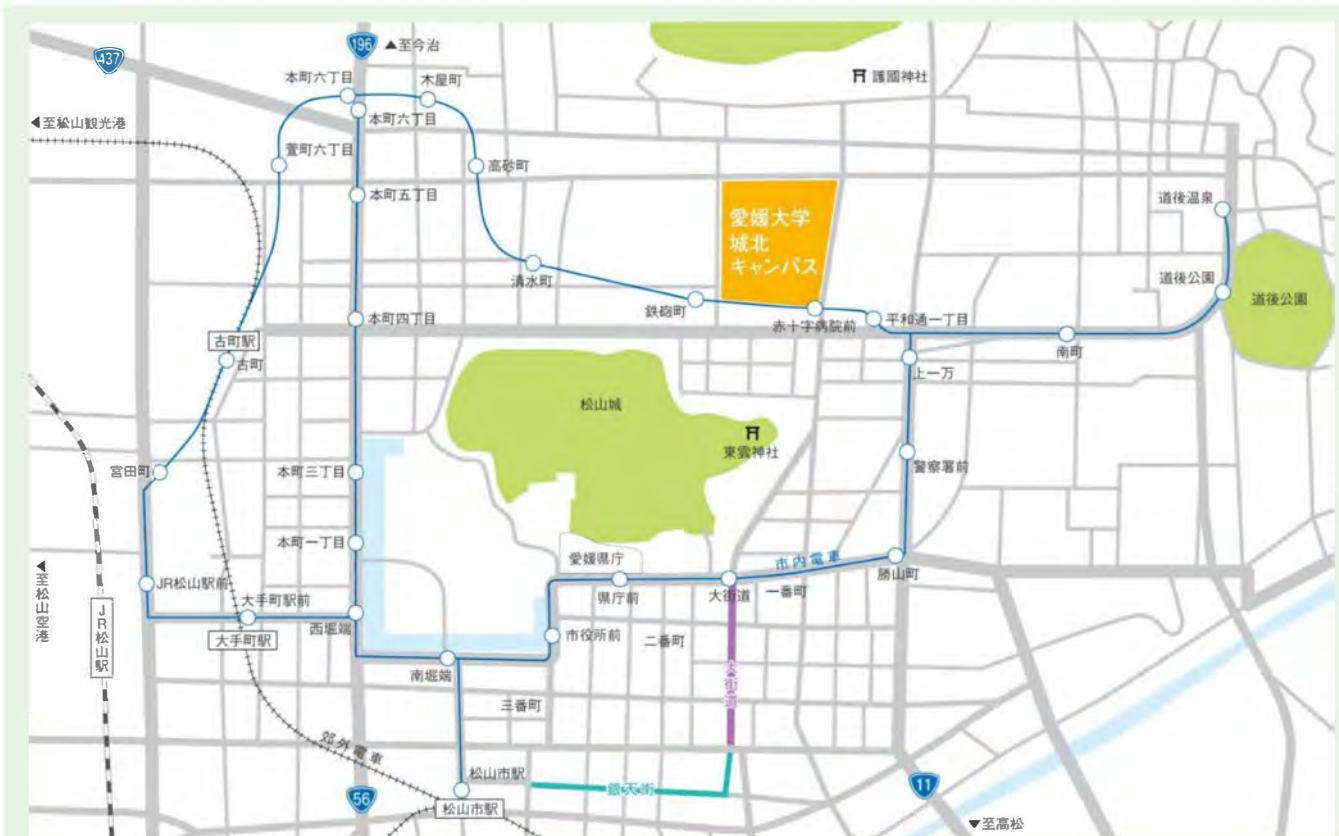 437
196
▲至今治
本町六丁目
木屋町
护國神社
本町六丁目
◀至松山観光港
萱町六丁目
高砂町
本町五丁目
道後温泉
愛媛大学
城北
キャンパス
清水町
道後公園
道後公園
鉄砲町
本町四丁目
赤十字病院前
平和通一丁目
古町駅
古町
南町
上一万
松山城
東雲神社
宮田町
本町三丁目
警察署前
本町一丁目
愛媛県庁
市内電車
勝山町
◀至松山空港
JR松山駅前
県庁前
大街道
一番町
JR松山駅
大手町駅前
大手町駅
西堀端
市役所前
二番町
南堀端
大街道
三番町
郊外電車
松山市駅
銀天街
11
56
松山市駅
▼至高松